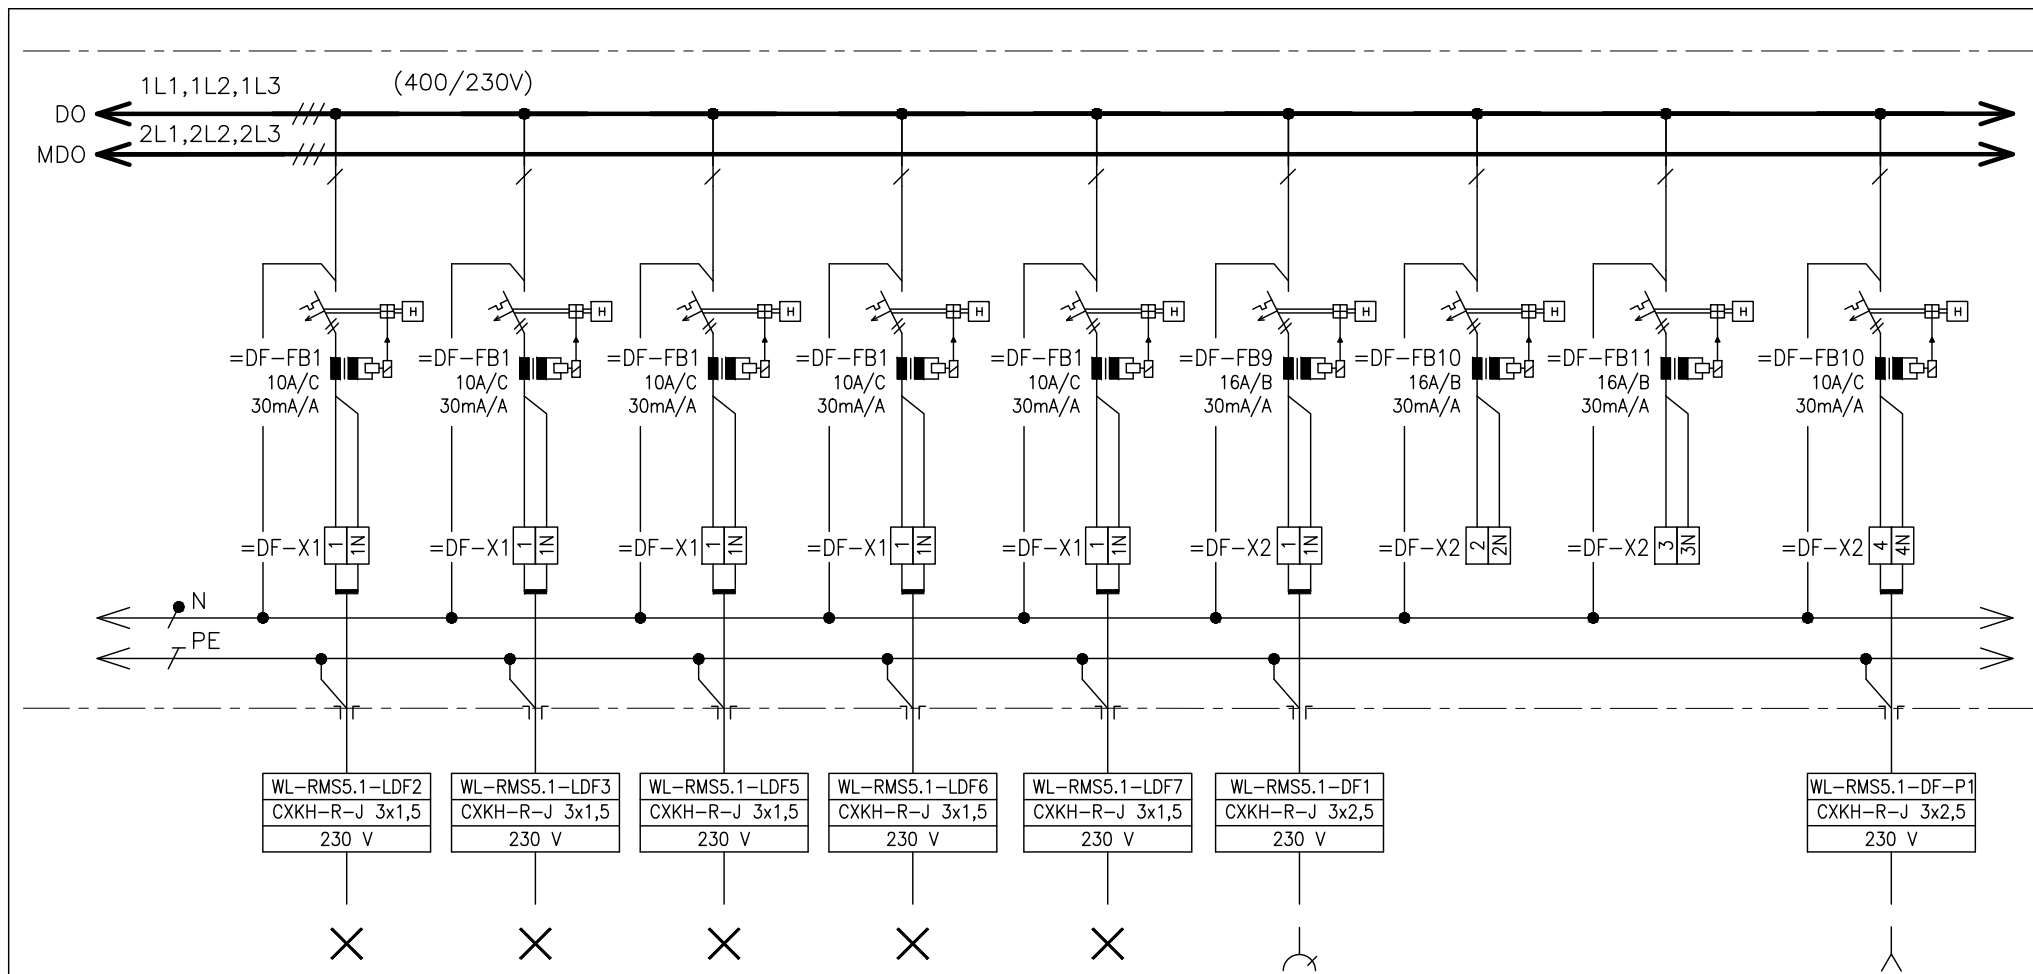 1L1,1L2,1L3 (400/230V)
DO
2L1,2L2,2L3
MDO
H H H H H H H H H
=DF-FB1 =DF-FB1 =DF-FB1 =DF-FB1 =DF-FB1 =DF-FB9 =DF-FB10 =DF-FB11 =DF-FB10
10A/C 10A/C 10A/C 10A/C 10A/C 16A/B 16A/B 16A/B 10A/C
30mA/A 30mA/A 30mA/A 30mA/A 30mA/A 30mA/A 30mA/A 30mA/A 30mA/A
=DF-X1 1 1N =DF-X1 1 1N =DF-X1 1 1N =DF-X1 1 1N =DF-X1 1 1N =DF-X2 1 1N =DF-X2 2 2N =DF-X2 3 3N =DF-X2 4 4N
N
PE
WL-RMS5.1-LDF2 WL-RMS5.1-LDF3 WL-RMS5.1-LDF5 WL-RMS5.1-LDF6 WL-RMS5.1-LDF7 WL-RMS5.1-DF1 WL-RMS5.1-DF-P1
CXKH-R-J 3x1,5 CXKH-R-J 3x1,5 CXKH-R-J 3x1,5 CXKH-R-J 3x1,5 CXKH-R-J 3x1,5 CXKH-R-J 3x2,5 CXKH-R-J 3x2,5
230 V 230 V 230 V 230 V 230 V 230 V 230 V